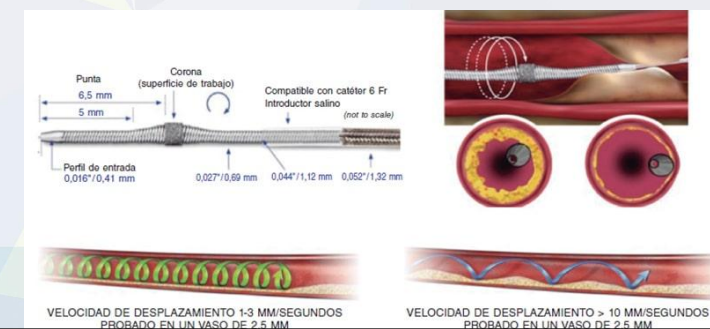 Punta
6,5 mm
5 mm
Corona
(superficie de trabajo)
Compatible con catéter 6 Fr
Introductor salino
(not to scale)
Perfil de entrada
0,016"/0,41 mm
0,027"/0,69 mm
0,044"/1,12 mm
0,052"/1,32 mm
VELOCIDAD DE DESPLAZAMIENTO 1-3 MM/SEGUNDOS
PROBADO EN UN VASO DE 2.5 MM
VELOCIDAD DE DESPLAZAMIENTO > 10 MM/SEGUNDOS
PROBADO EN UN VASO DE 2.5 MM